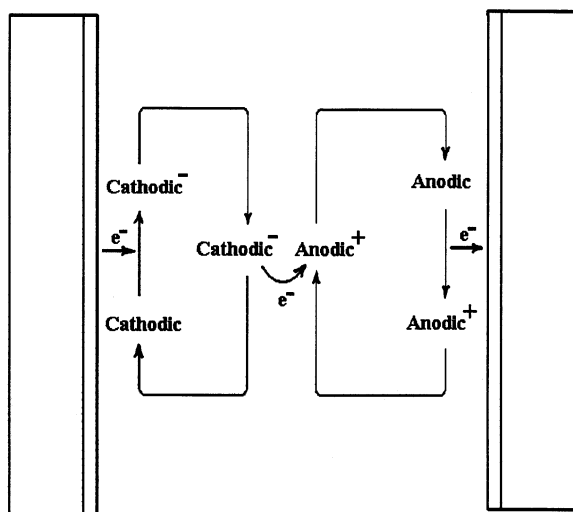 Cathodic⁻
Anodic
e⁻
e⁻
Cathodic⁻
Anodic⁺
e⁻
Cathodic
Anodic⁺